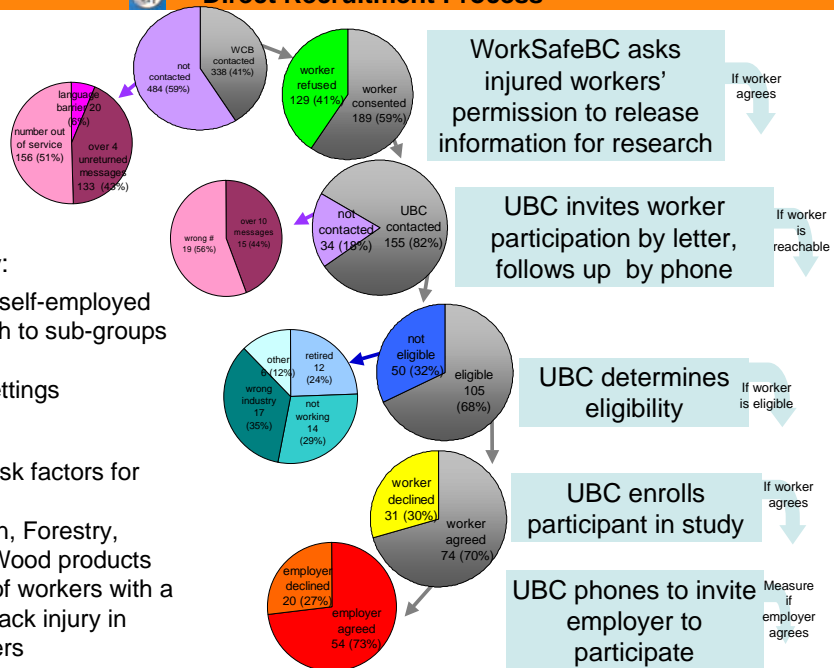 Direct Recruitment Process
not
contacted
484 (59%)
WCB
contacted
338 (41%)
worker
refused
129 (41%)
worker
consented
189 (59%)
WorkSafeBC asks
injured workers’
permission to release
information for research
If worker
agrees
language
barrier 20
(6%)
number out
of service
156 (51%)
over 4
unreturned
messages
133 (43%)
wrong #
19 (56%)
over 10
messages
15 (44%)
not
contacted
34 (18%)
UBC
contacted
155 (82%)
UBC invites worker
participation by letter,
follows up by phone
If worker
is
reachable
self-employed
to sub-groups
other
6 (12%)
retired
12
(24%)
wrong
industry
17
(35%)
not
working
14
(29%)
not
eligible
50 (32%)
eligible
105
(68%)
UBC determines
eligibility
If worker
is eligible
factors for
Forestry,
Wood products
of workers with a
injury in
worker
declined
31 (30%)
worker
agreed
74 (70%)
UBC enrolls
participant in study
If worker
agrees
employer
declined
20 (27%)
employer
agreed
54 (73%)
UBC phones to invite
employer to
participate
Measure
if
employer
agrees